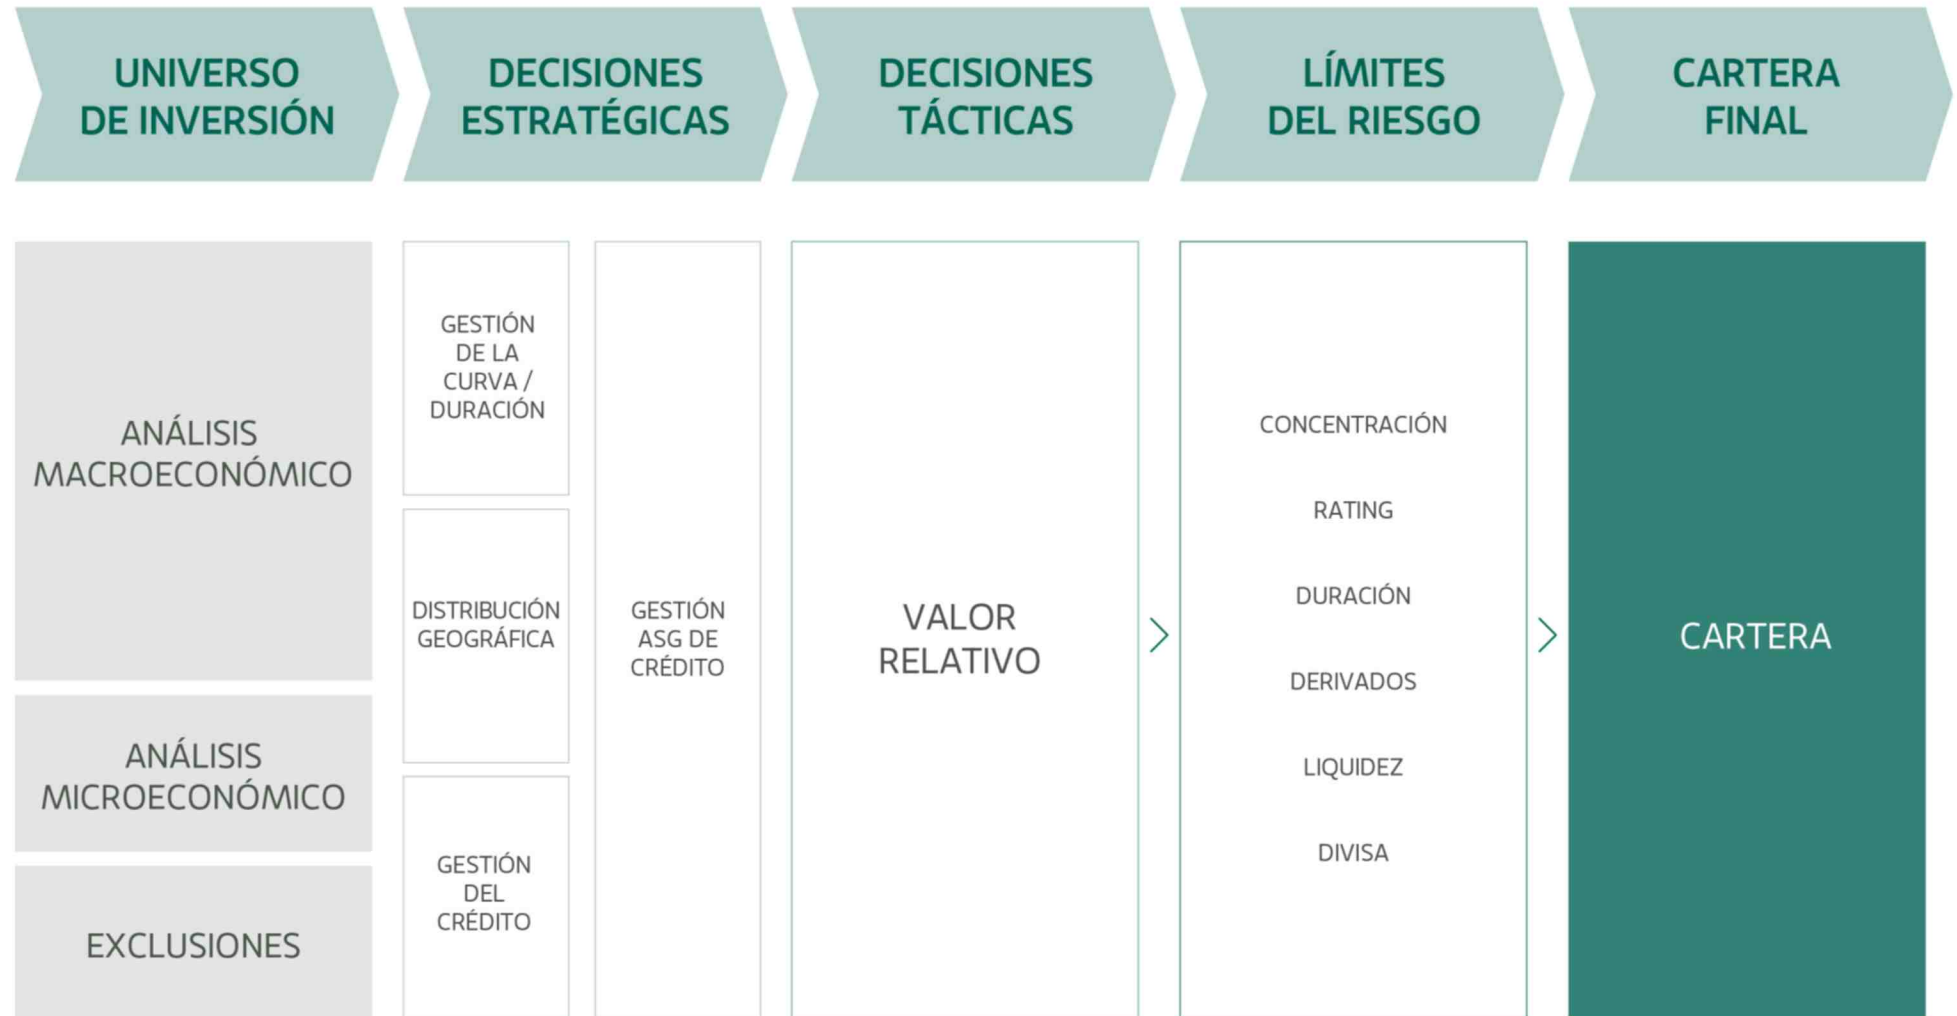 UNIVERSO
DE INVERSIÓN
DECISIONES
ESTRATÉGICAS
DECISIONES
TÁCTICAS
LÍMITES
DEL RIESGO
CARTERA
FINAL
ANÁLISIS
MACROECONÓMICO
ANÁLISIS
MICROECONÓMICO
EXCLUSIONES
GESTIÓN
DE LA
CURVA /
DURACIÓN
DISTRIBUCIÓN
GEOGRÁFICA
GESTIÓN
DEL
CRÉDITO
GESTIÓN
ASG DE
CRÉDITO
VALOR
RELATIVO
CONCENTRACIÓN
RATING
DURACIÓN
DERIVADOS
LIQUIDEZ
DIVISA
CARTERA